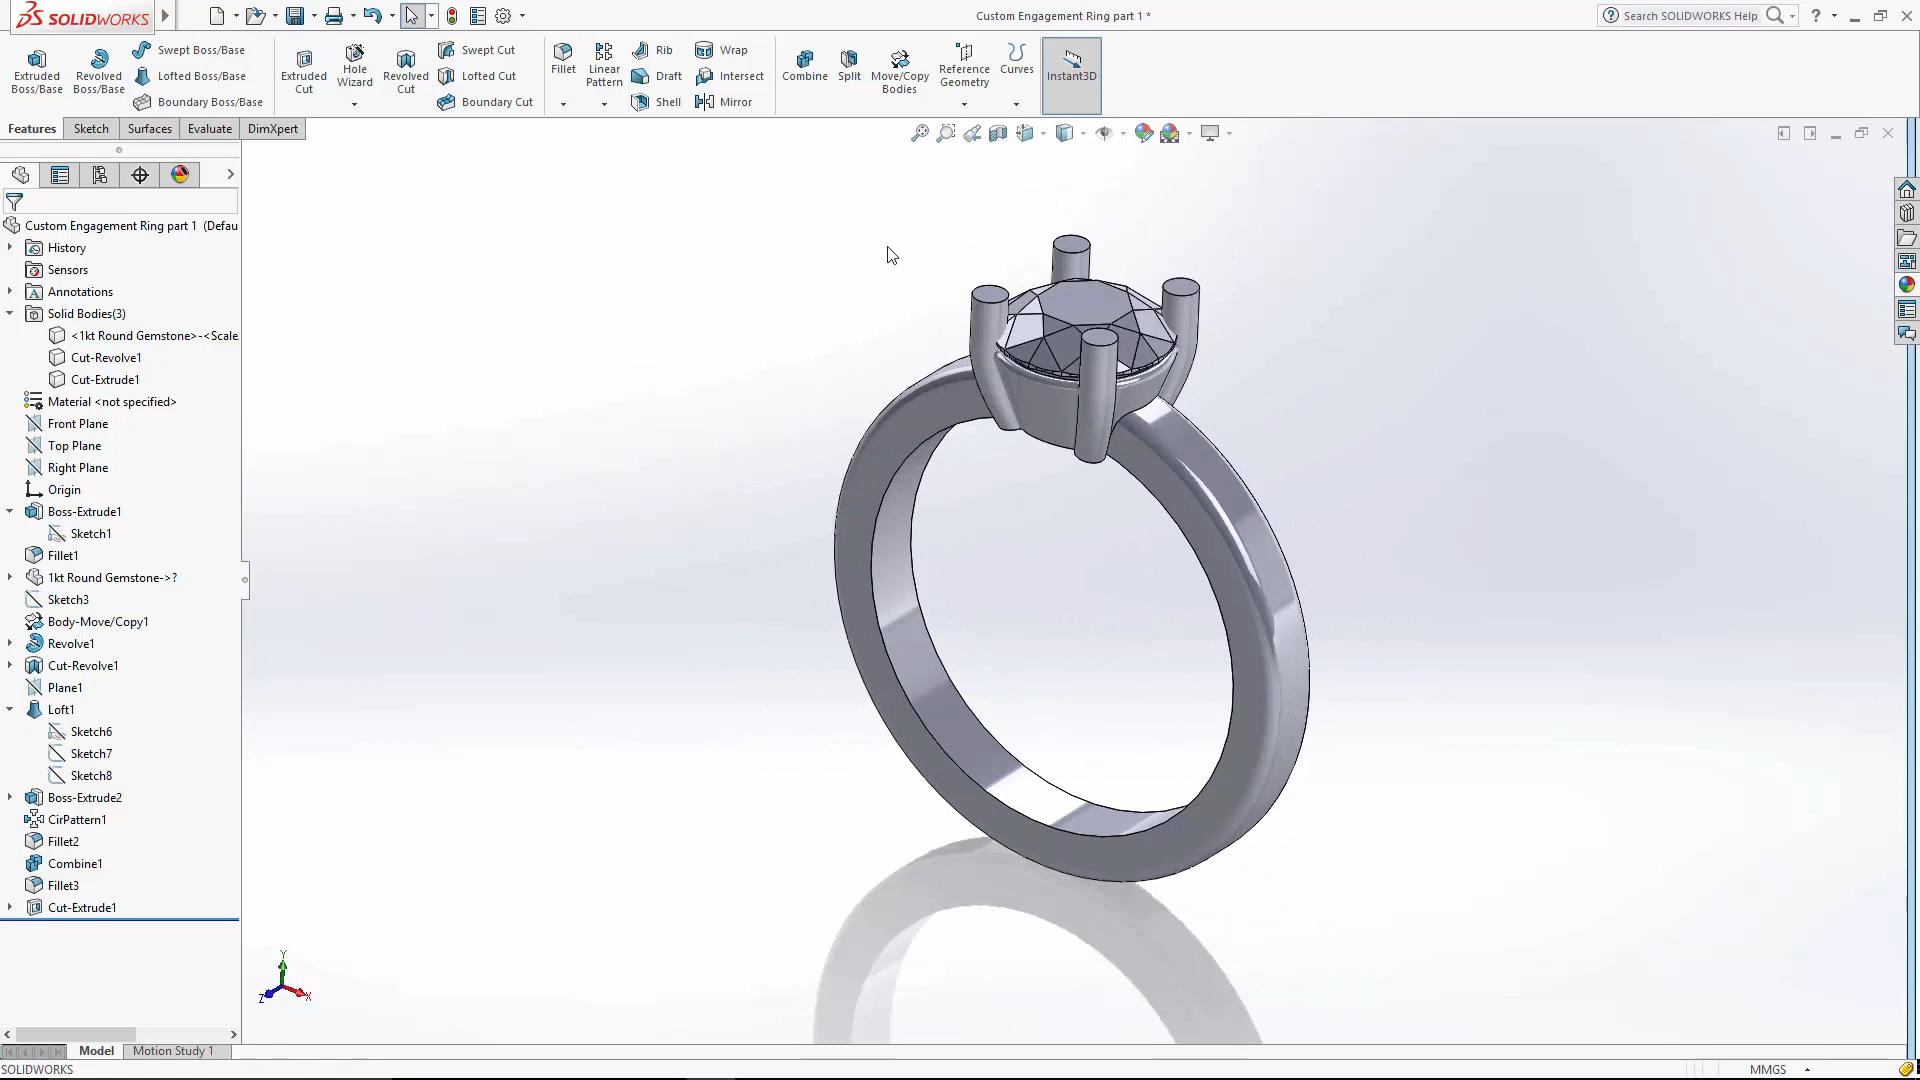 SOLIDWORKS
Custom Engagement Ring part 1 *
Search SOLIDWORKS Help
Extruded Boss/Base
Revolved Boss/Base
Swept Boss/Base
Lofted Boss/Base
Boundary Boss/Base
Extruded Cut
Hole Wizard
Revolved Cut
Swept Cut
Lofted Cut
Boundary Cut
Fillet
Linear Pattern
Rib
Draft
Shell
Wrap
Intersect
Mirror
Combine
Split
Move/Copy Bodies
Reference Geometry
Curves
Instant3D
Features
Sketch
Surfaces
Evaluate
DimXpert
Custom Engagement Ring part 1 (Defau
History
Sensors
Annotations
Solid Bodies(3)
<1kt Round Gemstone>-<Scale
Cut-Revolve1
Cut-Extrude1
Material <not specified>
Front Plane
Top Plane
Right Plane
Origin
Boss-Extrude1
Sketch1
Fillet1
1kt Round Gemstone->?
Sketch3
Body-Move/Copy1
Revolve1
Cut-Revolve1
Plane1
Loft1
Sketch6
Sketch7
Sketch8
Boss-Extrude2
CirPattern1
Fillet2
Combine1
Fillet3
Cut-Extrude1
Y
Z
X
Model
Motion Study 1
SOLIDWORKS
MMGS